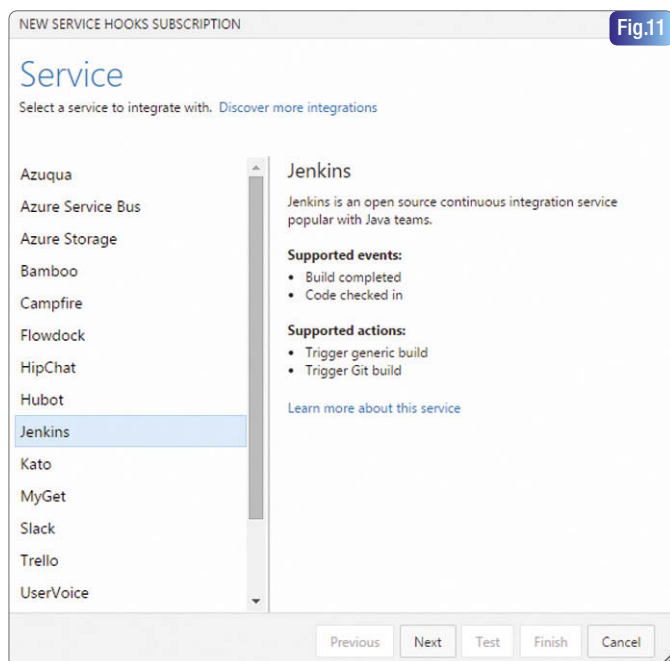 NEW SERVICE HOOKS SUBSCRIPTION
Fig.11
Service
Select a service to integrate with. Discover more integrations
Azuqua
Azure Service Bus
Azure Storage
Bamboo
Campfire
Flowdock
HipChat
Hubot
Jenkins
Kato
MyGet
Slack
Trello
UserVoice
Jenkins
Jenkins is an open source continuous integration service
popular with Java teams.
Supported events:
• Build completed
• Code checked in
Supported actions:
• Trigger generic build
• Trigger Git build
Learn more about this service
Previous Next Test Finish Cancel